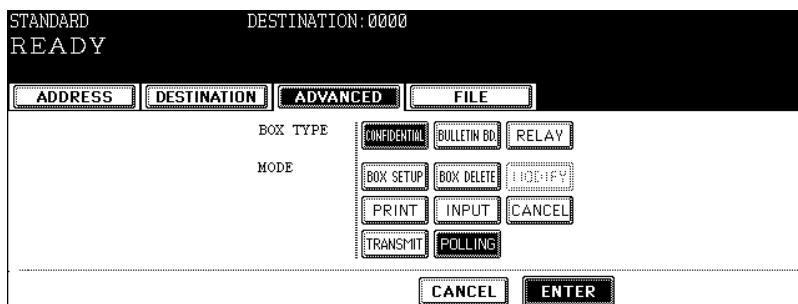 STANDARD DESTINATION:0000
READY
ADDRESS DESTINATION ADVANCED FILE
BOX TYPE CONFIDENTIAL BULLETIN BD. RELAY
MODE BOX SETUP BOX DELETE MODIFY
PRINT INPUT CANCEL
TRANSMIT POLLING
CANCEL ENTER